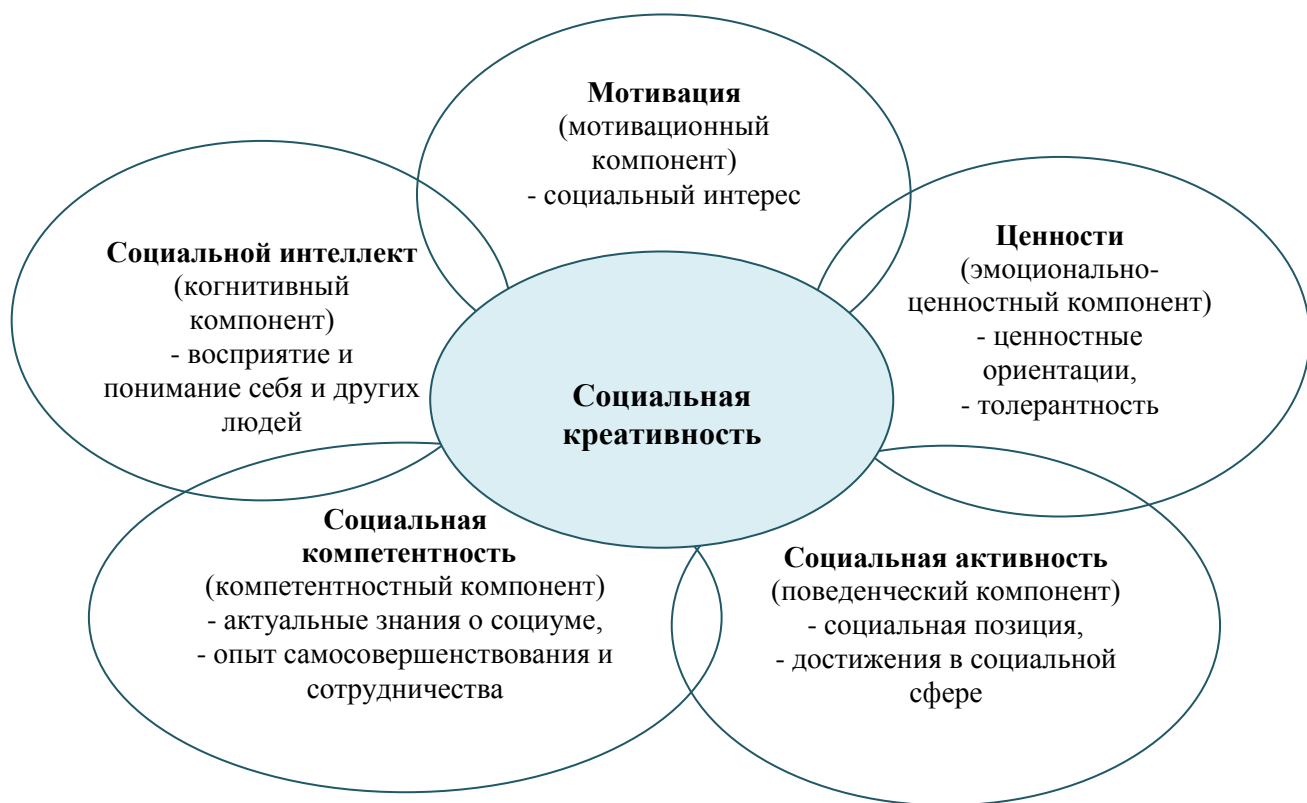 Мотивация
(мотивационный
компонент)
- социальный интерес
Социальной интеллект
(когнитивный
компонент)
- восприятие и
понимание себя и других
людей
Ценности
(эмоционально-
ценностный компонент)
- ценностные
ориентации,
- толерантность
Социальная
креативность
Социальная
компетентность
(компетентностный компонент)
- актуальные знания о социуме,
- опыт самосовершенствования и
сотрудничества
Социальная активность
(поведенческий компонент)
- социальная позиция,
- достижения в социальной
сфере